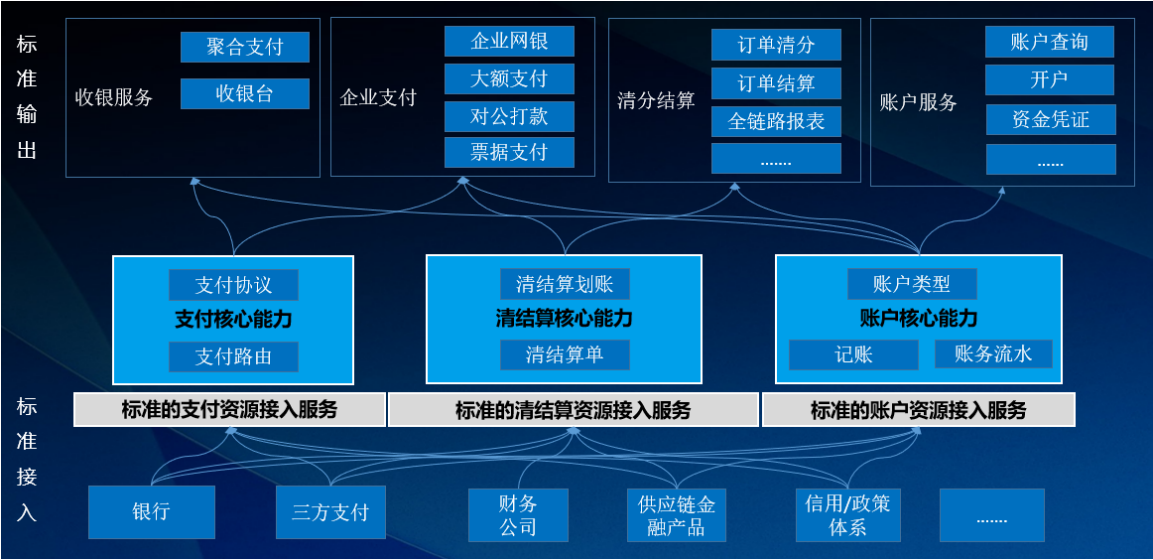 标准输出
收银服务
聚合支付
收银台
企业支付
企业网银
大额支付
对公打款
票据支付
清分结算
订单清分
订单结算
全链路报表
.......
账户服务
账户查询
开户
资金凭证
......
支付协议
支付核心能力
支付路由
清结算划账
清结算核心能力
清结算单
账户类型
账户核心能力
记账
账务流水
标准接入
标准的支付资源接入服务
标准的清结算资源接入服务
标准的账户资源接入服务
银行
三方支付
财务
公司
供应链金
融产品
信用/政策
体系
.......